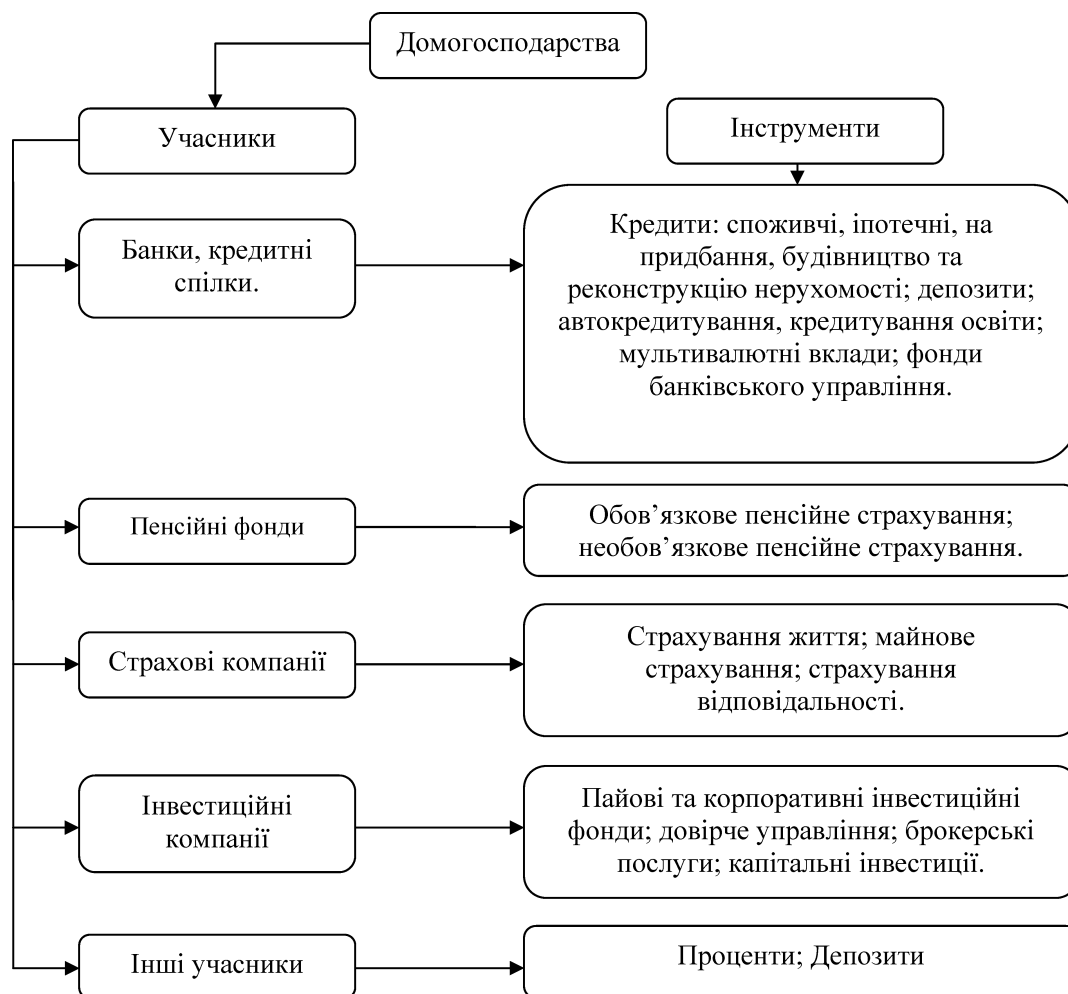 Домогосподарства
Учасники
Інструменти
Банки, кредитні
спілки.
Кредити: споживчі, іпотечні, на
придбання, будівництво та
реконструкцію нерухомості; депозити;
автокредитування, кредитування освіти;
мультивалютні вклади; фонди
банківського управління.
Пенсійні фонди
Обов’язкове пенсійне страхування;
необов’язкове пенсійне страхування.
Страхові компанії
Страхування життя; майнове
страхування; страхування
відповідальності.
Інвестиційні
компанії
Пайові та корпоративні інвестиційні
фонди; довірче управління; брокерські
послуги; капітальні інвестиції.
Інші учасники
Проценти; Депозити